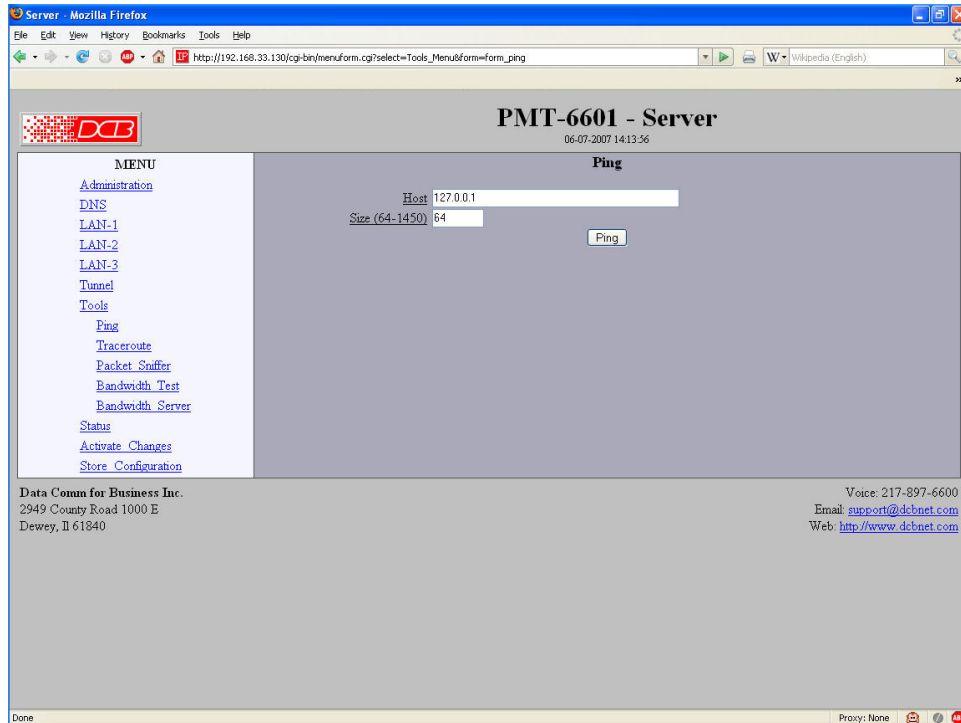 Server - Mozilla Firefox
File Edit View History Bookmarks Tools Help
ABP IP http://192.168.33.130/cgi-bin/menuform.cgi?select=Tools_Menu&form=form_ping W Wikipedia (English)
»
DCB
PMT-6601 - Server
06-07-2007 14:13:56
MENU
Administration
DNS
LAN-1
LAN-2
LAN-3
Tunnel
Tools
Ping
Traceroute
Packet Sniffer
Bandwidth Test
Bandwidth Server
Status
Activate Changes
Store Configuration
Ping
Host 127.0.0.1
Size (64-1450) 64
Ping
Data Comm for Business Inc.
2949 County Road 1000 E
Dewey, Il 61840
Voice: 217-897-6600
Email: support@dcbnet.com
Web: http://www.dcbnet.com
Done Proxy: None